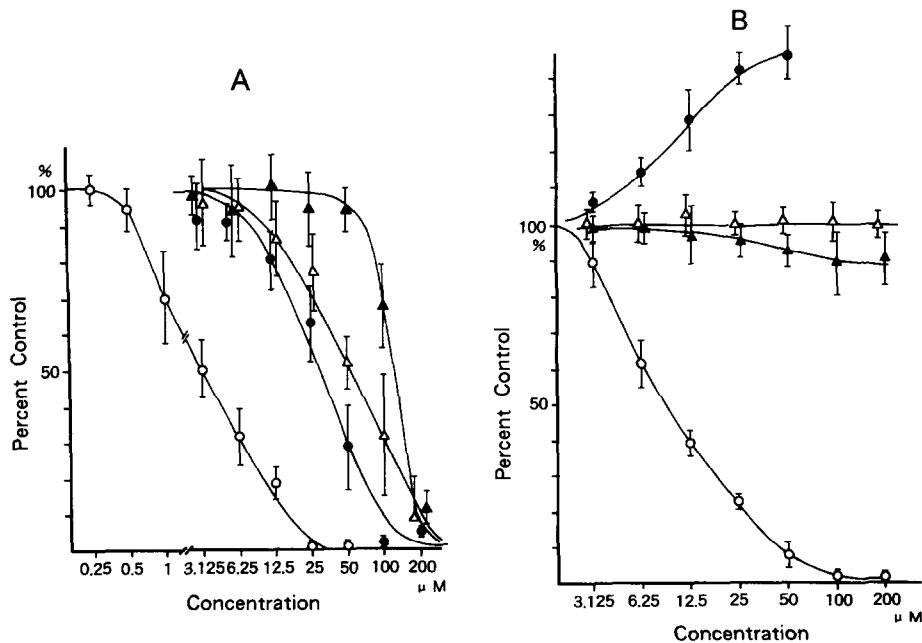 A
%
100
50
Percent Control
0.25 0.5 1 3.125 6.25 12.5 25 50 100 200
μ M
Concentration
B
100
%
50
Percent Control
3.125 6.25 12.5 25 50 100 200
μ M
Concentration